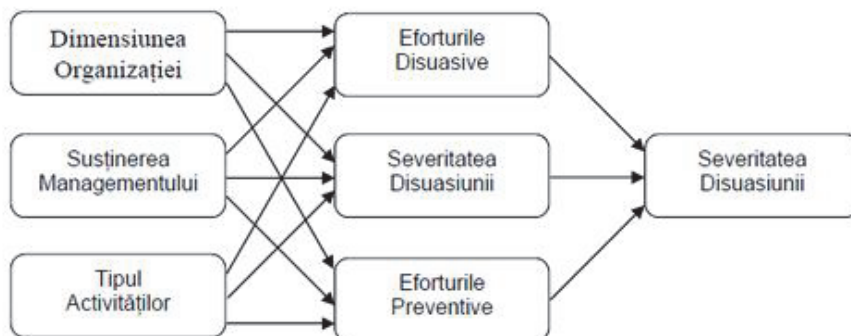 Dimensiunea
Organizației
Eforturile
Disuasive
Susținerea
Managementului
Severitatea
Disuasiunii
Severitatea
Disuasiunii
Tipul
Activităților
Eforturile
Preventive